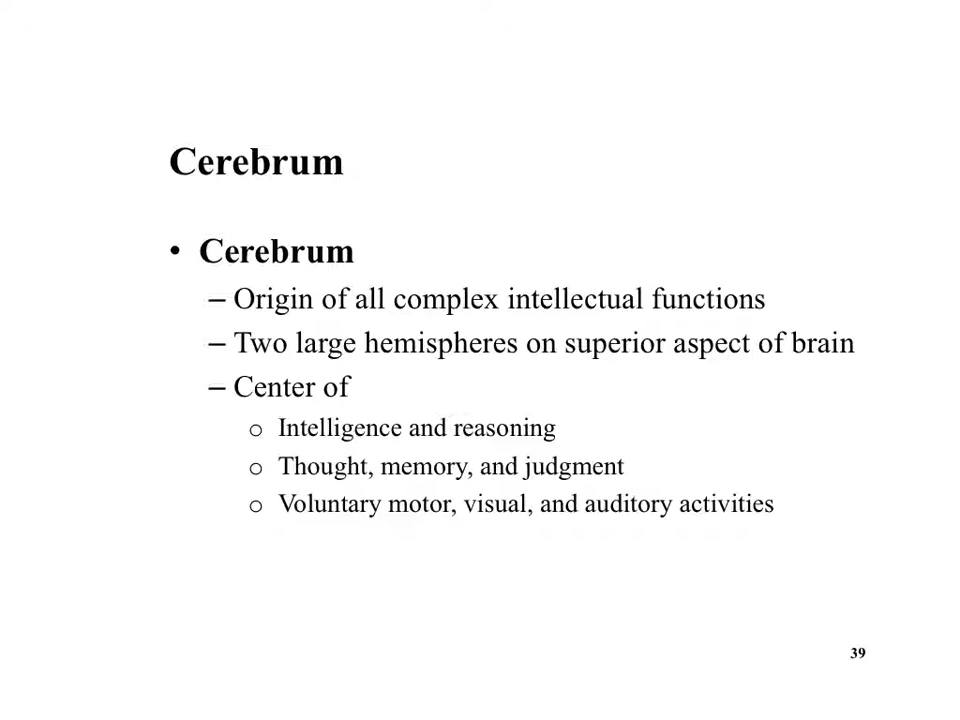 Cerebrum
• Cerebrum
– Origin of all complex intellectual functions
– Two large hemispheres on superior aspect of brain
– Center of
o Intelligence and reasoning
o Thought, memory, and judgment
o Voluntary motor, visual, and auditory activities
39